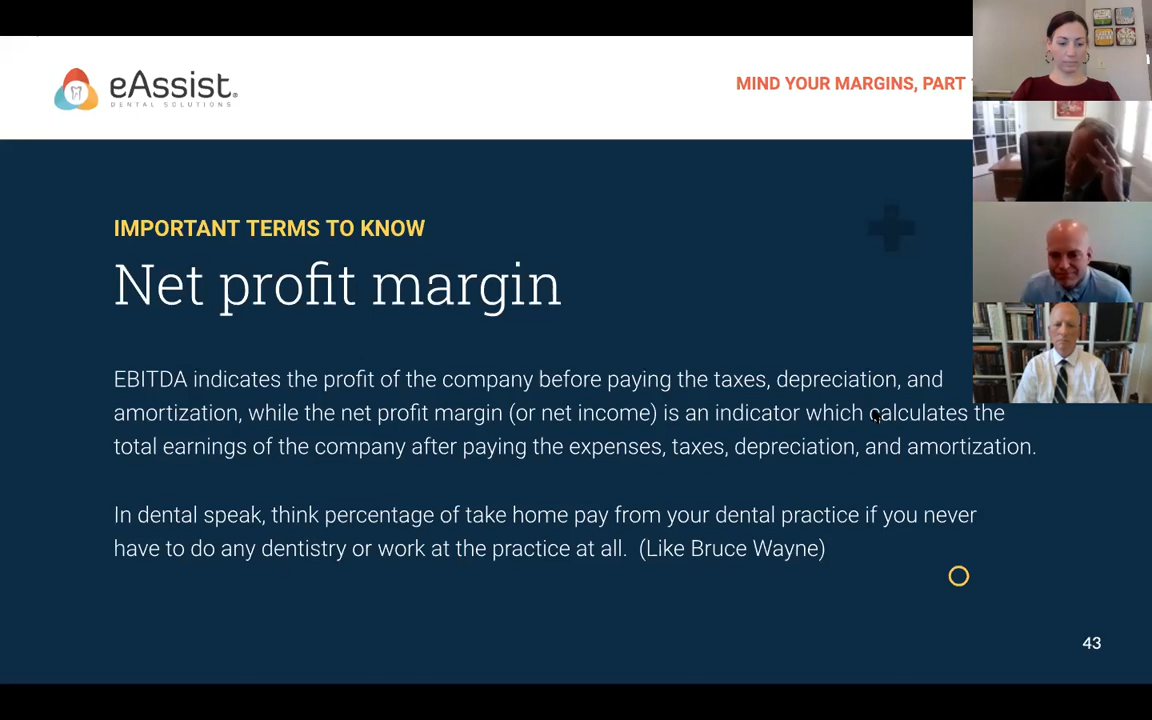 eAssist®
DENTAL SOLUTIONS
MIND YOUR MARGINS, PART
IMPORTANT TERMS TO KNOW
Net profit margin
EBITDA indicates the profit of the company before paying the taxes, depreciation, and
amortization, while the net profit margin (or net income) is an indicator which calculates the
total earnings of the company after paying the expenses, taxes, depreciation, and amortization.
In dental speak, think percentage of take home pay from your dental practice if you never
have to do any dentistry or work at the practice at all. (Like Bruce Wayne)
43